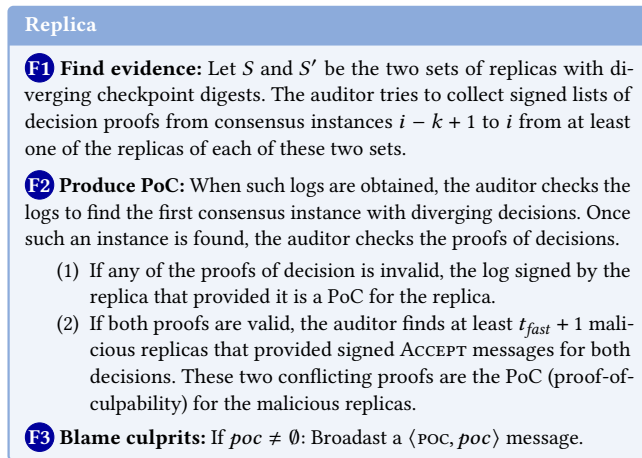 Replica
F1 Find evidence: Let S and S′ be the two sets of replicas with di-
verging checkpoint digests. The auditor tries to collect signed lists of
decision proofs from consensus instances i − k + 1 to i from at least
one of the replicas of each of these two sets.
F2 Produce PoC: When such logs are obtained, the auditor checks the
logs to find the first consensus instance with diverging decisions. Once
such an instance is found, the auditor checks the proofs of decisions.
(1) If any of the proofs of decision is invalid, the log signed by the
replica that provided it is a PoC for the replica.
(2) If both proofs are valid, the auditor finds at least t_fast + 1 mali-
cious replicas that provided signed ACCEPT messages for both
decisions. These two conflicting proofs are the PoC (proof-of-
culpability) for the malicious replicas.
F3 Blame culprits: If poc ≠ ∅: Broadast a ⟨POC, poc⟩ message.